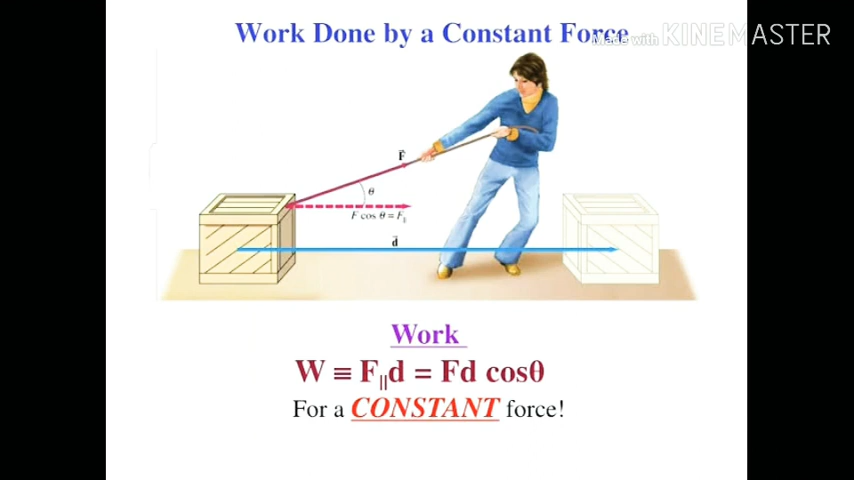 Work Done by a Constant Force
Made with KINEMASTER
F⃗
θ
F cos θ = F||
d⃗
Work
W ≡ F||d = Fd cosθ
For a CONSTANT force!